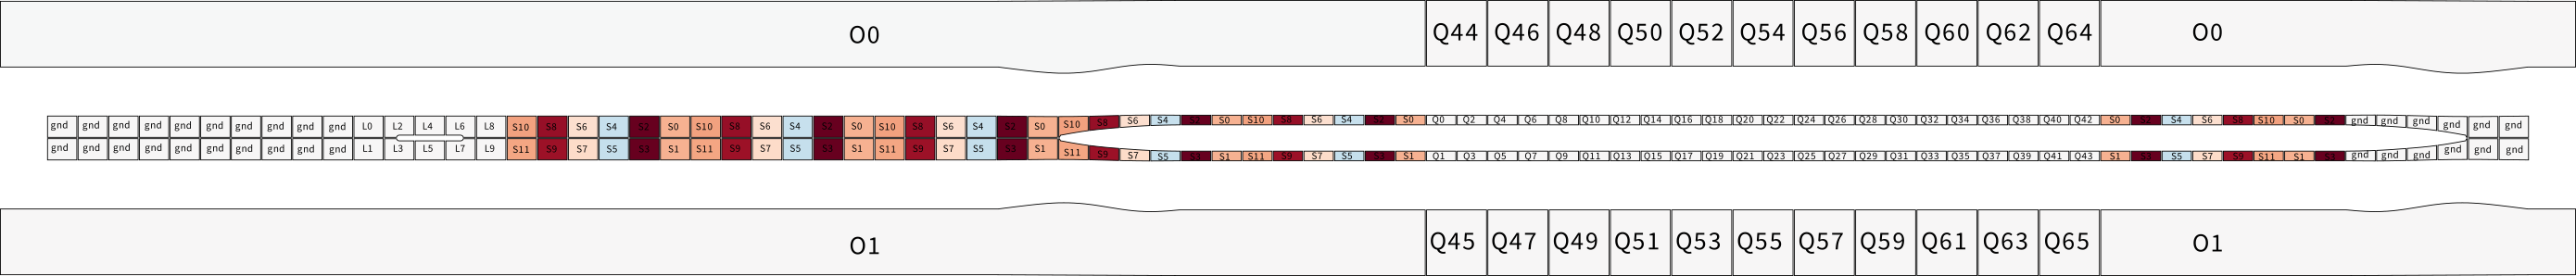 O0 Q44 Q46 Q48 Q50 Q52 Q54 Q56 Q58 Q60 Q62 Q64 O0
gnd gnd gnd gnd gnd gnd gnd gnd gnd gnd L0 L2 L4 L6 L8 S10 S8 S6 S4 S2 S0 S10 S8 S6 S4 S2 S0 S10 S8 S6 S4 S2 S0 S10 S8 S6 S4 S2 S0 S10 S8 S6 S4 S2 S0 Q0 Q2 Q4 Q6 Q8 Q10 Q12 Q14 Q16 Q18 Q20 Q22 Q24 Q26 Q28 Q30 Q32 Q34 Q36 Q38 Q40 Q42 S0 S2 S4 S6 S8 S10 S0 S2 gnd gnd gnd gnd gnd gnd
gnd gnd gnd gnd gnd gnd gnd gnd gnd gnd L1 L3 L5 L7 L9 S11 S9 S7 S5 S3 S1 S11 S9 S7 S5 S3 S1 S11 S9 S7 S5 S3 S1 S11 S9 S7 S5 S3 S1 S11 S9 S7 S5 S3 S1 Q1 Q3 Q5 Q7 Q9 Q11 Q13 Q15 Q17 Q19 Q21 Q23 Q25 Q27 Q29 Q31 Q33 Q35 Q37 Q39 Q41 Q43 S1 S3 S5 S7 S9 S11 S1 S3 gnd gnd gnd gnd gnd gnd
O1 Q45 Q47 Q49 Q51 Q53 Q55 Q57 Q59 Q61 Q63 Q65 O1